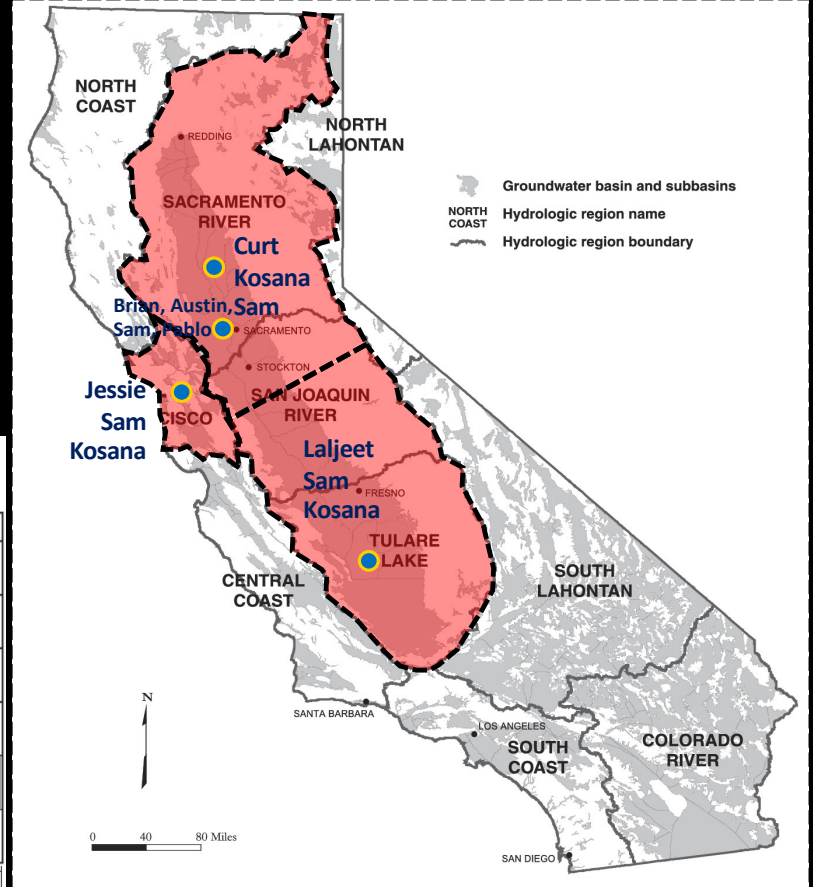 NORTH
COAST
REDDING
NORTH
LAHONTAN
Groundwater basin and subbasins
NORTH
COAST
Hydrologic region name
Hydrologic region boundary
SACRAMENTO
RIVER
Curt
Kosana
Sam
Brian, Austin,
Sam, Pablo
SACRAMENTO
STOCKTON
SAN JOAQUIN
RIVER
Jessie
Sam
Kosana
CISCO
Laljeet
Sam
Kosana
FRESNO
TULARE
LAKE
CENTRAL
COAST
SOUTH
LAHONTAN
N
SANTA BARBARA
LOS ANGELES
SOUTH
COAST
COLORADO
RIVER
0 40 80 Miles
SAN DIEGO